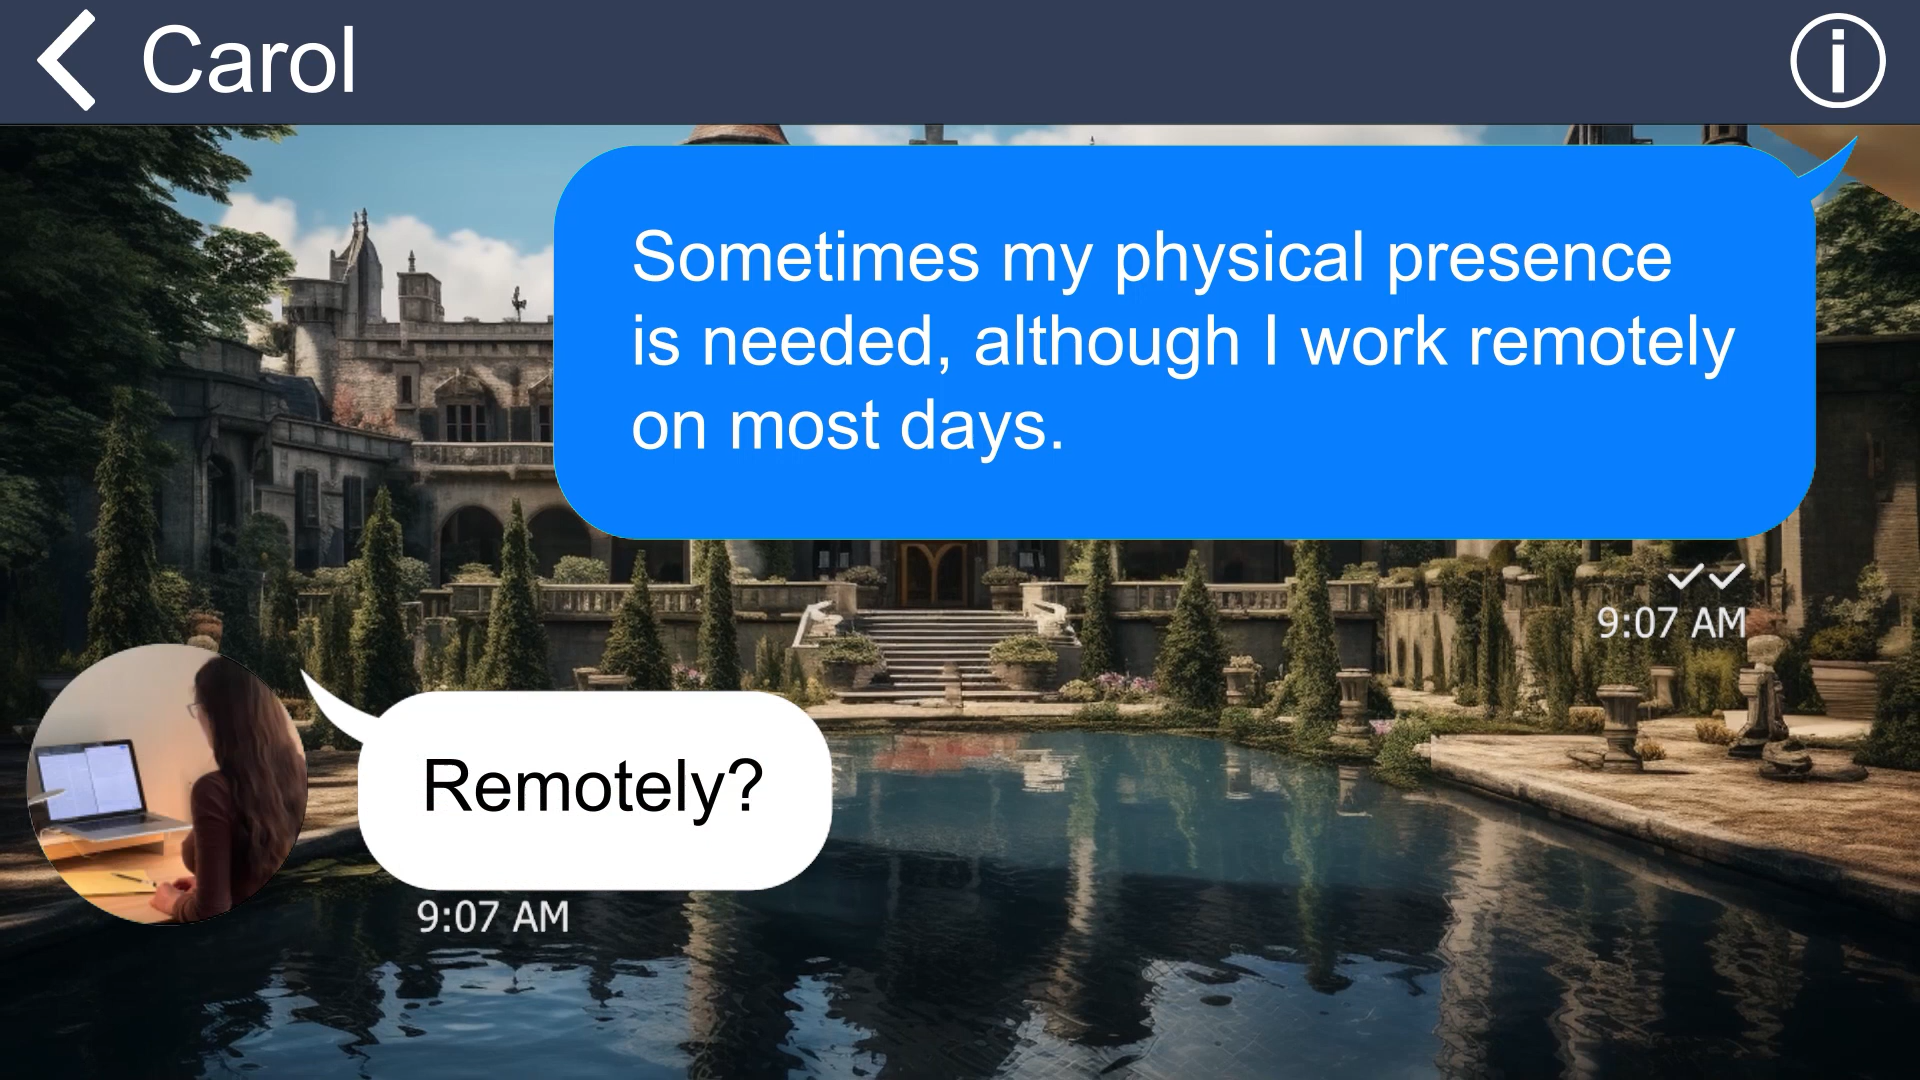 Carol
Sometimes my physical presence
is needed, although I work remotely
on most days.
9:07 AM
Remotely?
9:07 AM